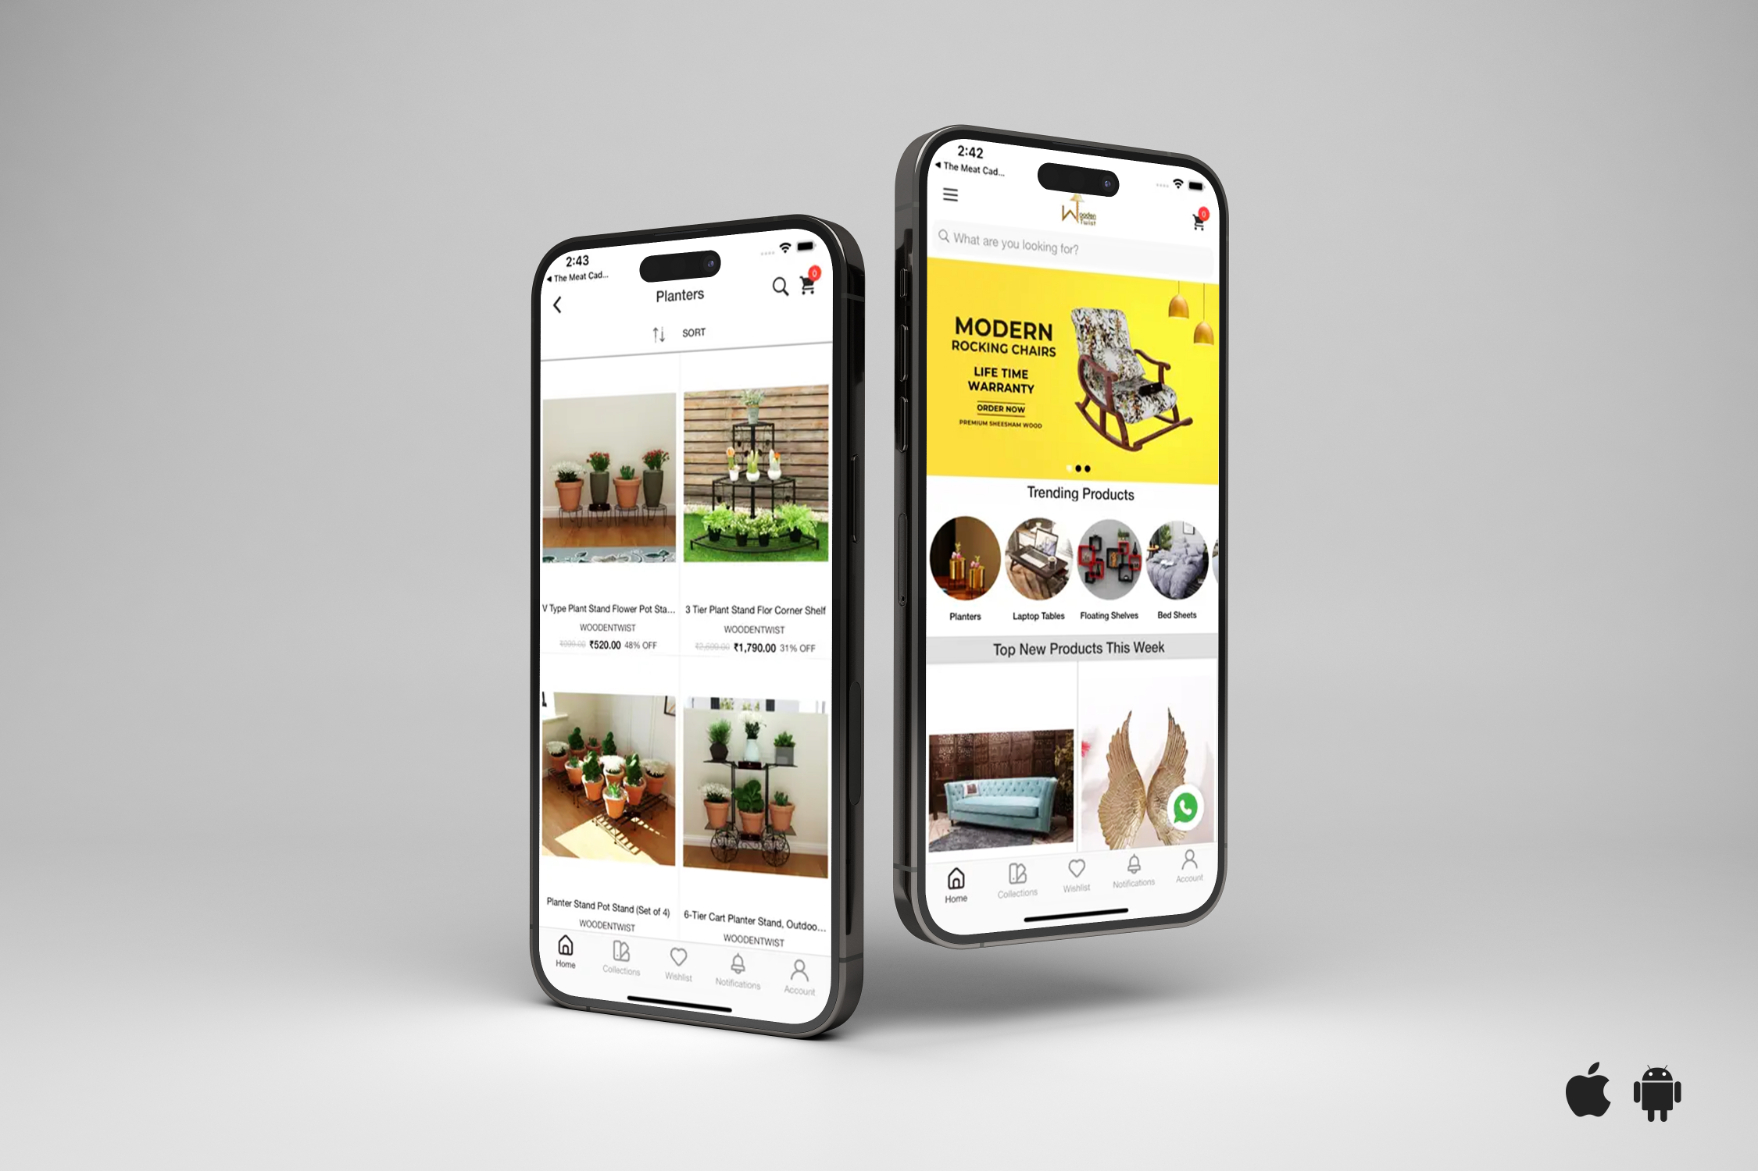 2:43
The Meat Cad...
Planters
0
SORT
V Type Plant Stand Flower Pot Sta...
WOODENTWIST
₹520.00 48% OFF
3 Tier Plant Stand Flor Corner Shelf
WOODENTWIST
₹1,790.00 31% OFF
Planter Stand Pot Stand (Set of 4)
WOODENTWIST
6-Tier Cart Planter Stand, Outdoo...
WOODENTWIST
Home
Collections
Wishlist
Notifications
Account
2:42
The Meat Cad...
Wooden
Twist
0
What are you looking for?
MODERN
ROCKING CHAIRS
LIFE TIME
WARRANTY
ORDER NOW
PREMIUM SHEESHAM WOOD
Trending Products
Planters
Laptop Tables
Floating Shelves
Bed Sheets
Top New Products This Week
Home
Collections
Wishlist
Notifications
Account